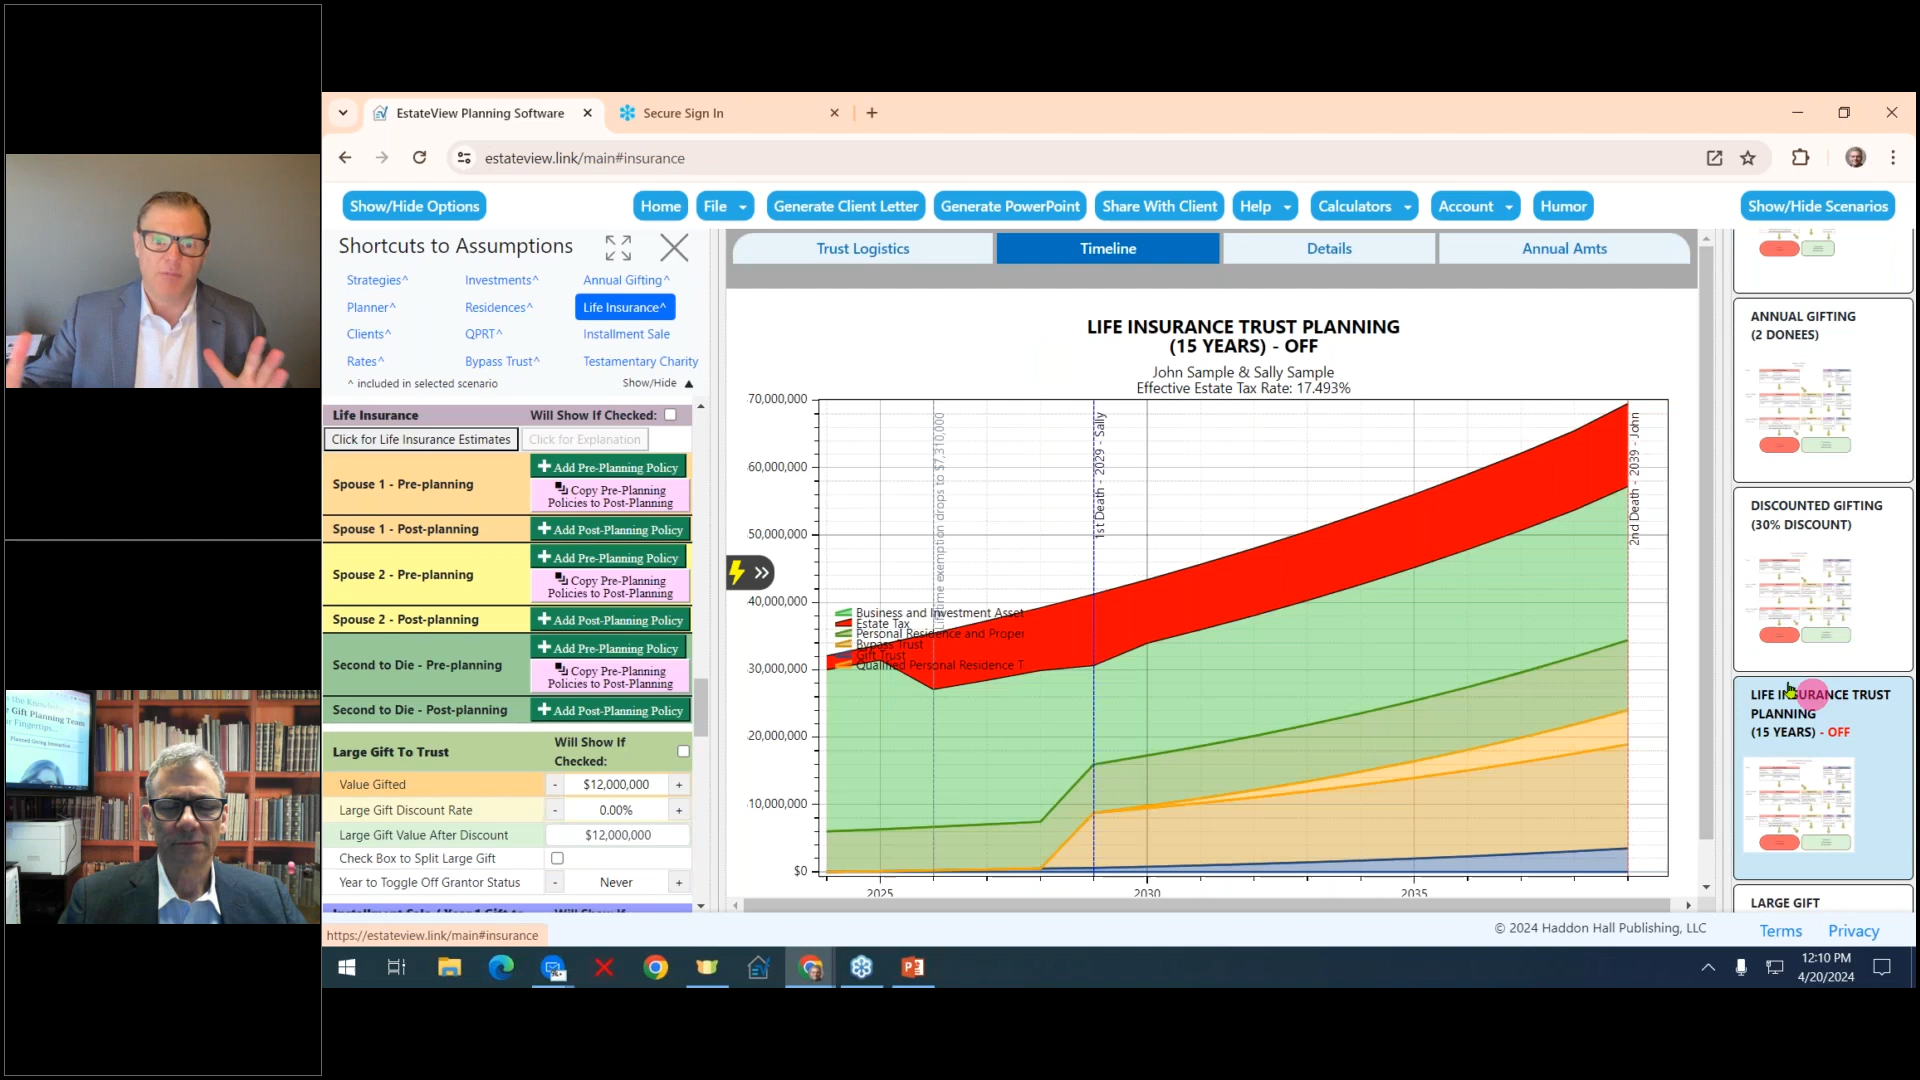 EstateView Planning Software
Secure Sign In
estateview.link/main#insurance
Show/Hide Options
Home
File
Generate Client Letter
Generate PowerPoint
Share With Client
Help
Calculators
Account
Humor
Show/Hide Scenarios
Shortcuts to Assumptions
Strategies^
Investments^
Annual Gifting^
Planner^
Residences^
Life Insurance^
Clients^
QPRT^
Installment Sale
Rates^
Bypass Trust^
Testamentary Charity
^ included in selected scenario
Show/Hide ▲
Life Insurance
Will Show If Checked:
Click for Life Insurance Estimates
Click for Explanation
Spouse 1 - Pre-planning
Add Pre-Planning Policy
Copy Pre-Planning
Policies to Post-Planning
Spouse 1 - Post-planning
Add Post-Planning Policy
Spouse 2 - Pre-planning
Add Pre-Planning Policy
Copy Pre-Planning
Policies to Post-Planning
Spouse 2 - Post-planning
Add Post-Planning Policy
Second to Die - Pre-planning
Add Pre-Planning Policy
Copy Pre-Planning
Policies to Post-Planning
Second to Die - Post-planning
Add Post-Planning Policy
Large Gift To Trust
Will Show If
Checked:
Value Gifted
- $12,000,000 +
Large Gift Discount Rate
- 0.00% +
Large Gift Value After Discount
$12,000,000
Check Box to Split Large Gift
Year to Toggle Off Grantor Status
- Never +
https://estateview.link/main#insurance
Trust Logistics
Timeline
Details
Annual Amts
LIFE INSURANCE TRUST PLANNING
(15 YEARS) - OFF
John Sample & Sally Sample
Effective Estate Tax Rate: 17.493%
70,000,000
60,000,000
50,000,000
40,000,000
30,000,000
20,000,000
10,000,000
$0
2025
2030
2035
Lifetime exemption drops to $7,310,000
1st Death - 2029 - Sally
2nd Death - 2039 - John
Business and Investment Asset
Estate Tax
Personal Residence and Proper
Bypass Trust
Gift Trust
Qualified Personal Residence T
ANNUAL GIFTING
(2 DONEES)
DISCOUNTED GIFTING
(30% DISCOUNT)
LIFE INSURANCE TRUST
PLANNING
(15 YEARS) - OFF
LARGE GIFT
© 2024 Haddon Hall Publishing, LLC
Terms
Privacy
12:10 PM
4/20/2024
Gift Planning Team
Fingertips...